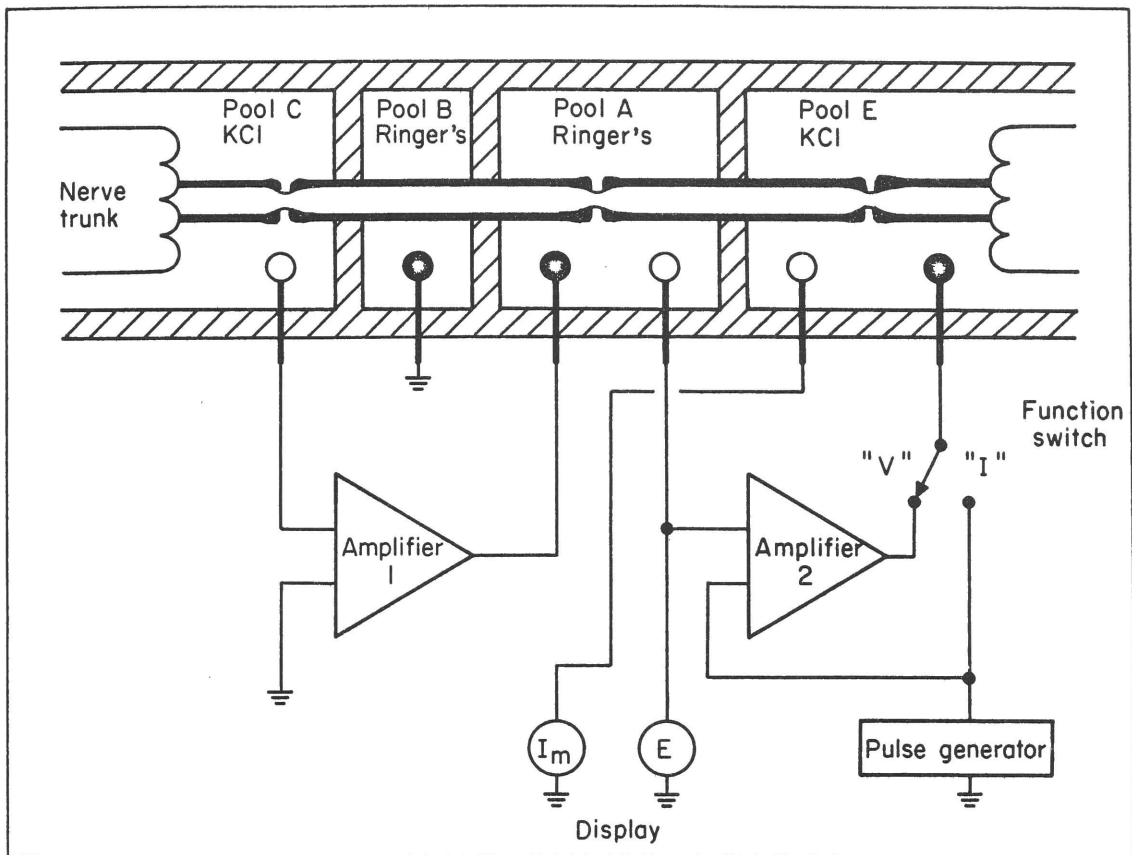 Pool C
KCl
Pool B
Ringer's
Pool A
Ringer's
Pool E
KCl
Nerve
trunk
Function
switch
"V"
"I"
Amplifier
1
Amplifier
2
Im
E
Pulse generator
Display